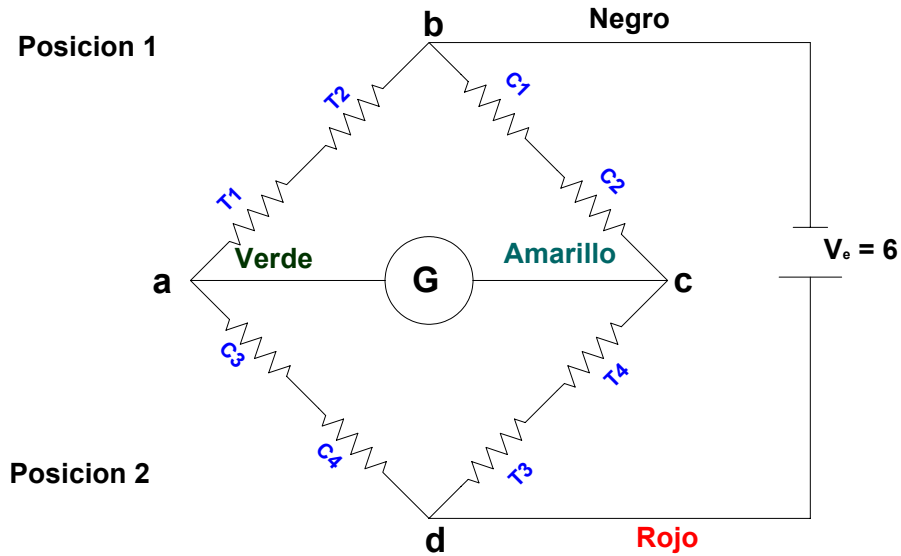 b
Negro
Posicion 1
T2
C1
T1
C2
Verde
Amarillo
Ve = 6
a
G
c
C3
T4
C4
T3
Posicion 2
d
Rojo